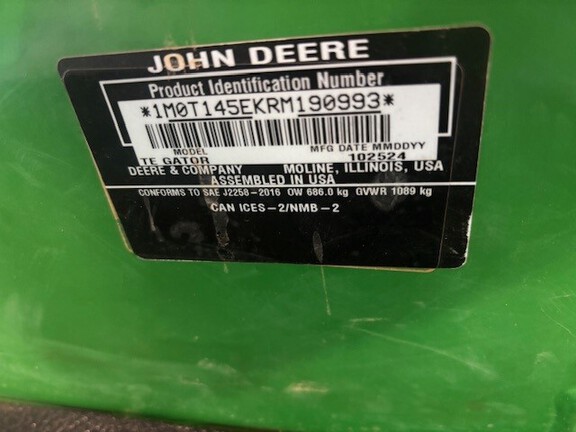 JOHN DEERE
Product Identification Number
*1M0T145EKRM190993*
MODEL MFG DATE MMDDYY
TE GATOR 102524
DEERE & COMPANY MOLINE, ILLINOIS, USA
ASSEMBLED IN USA
CONFORMS TO SAE J2258-2016 OW 686.0 kg GVWR 1089 kg
CAN ICES-2/NMB-2